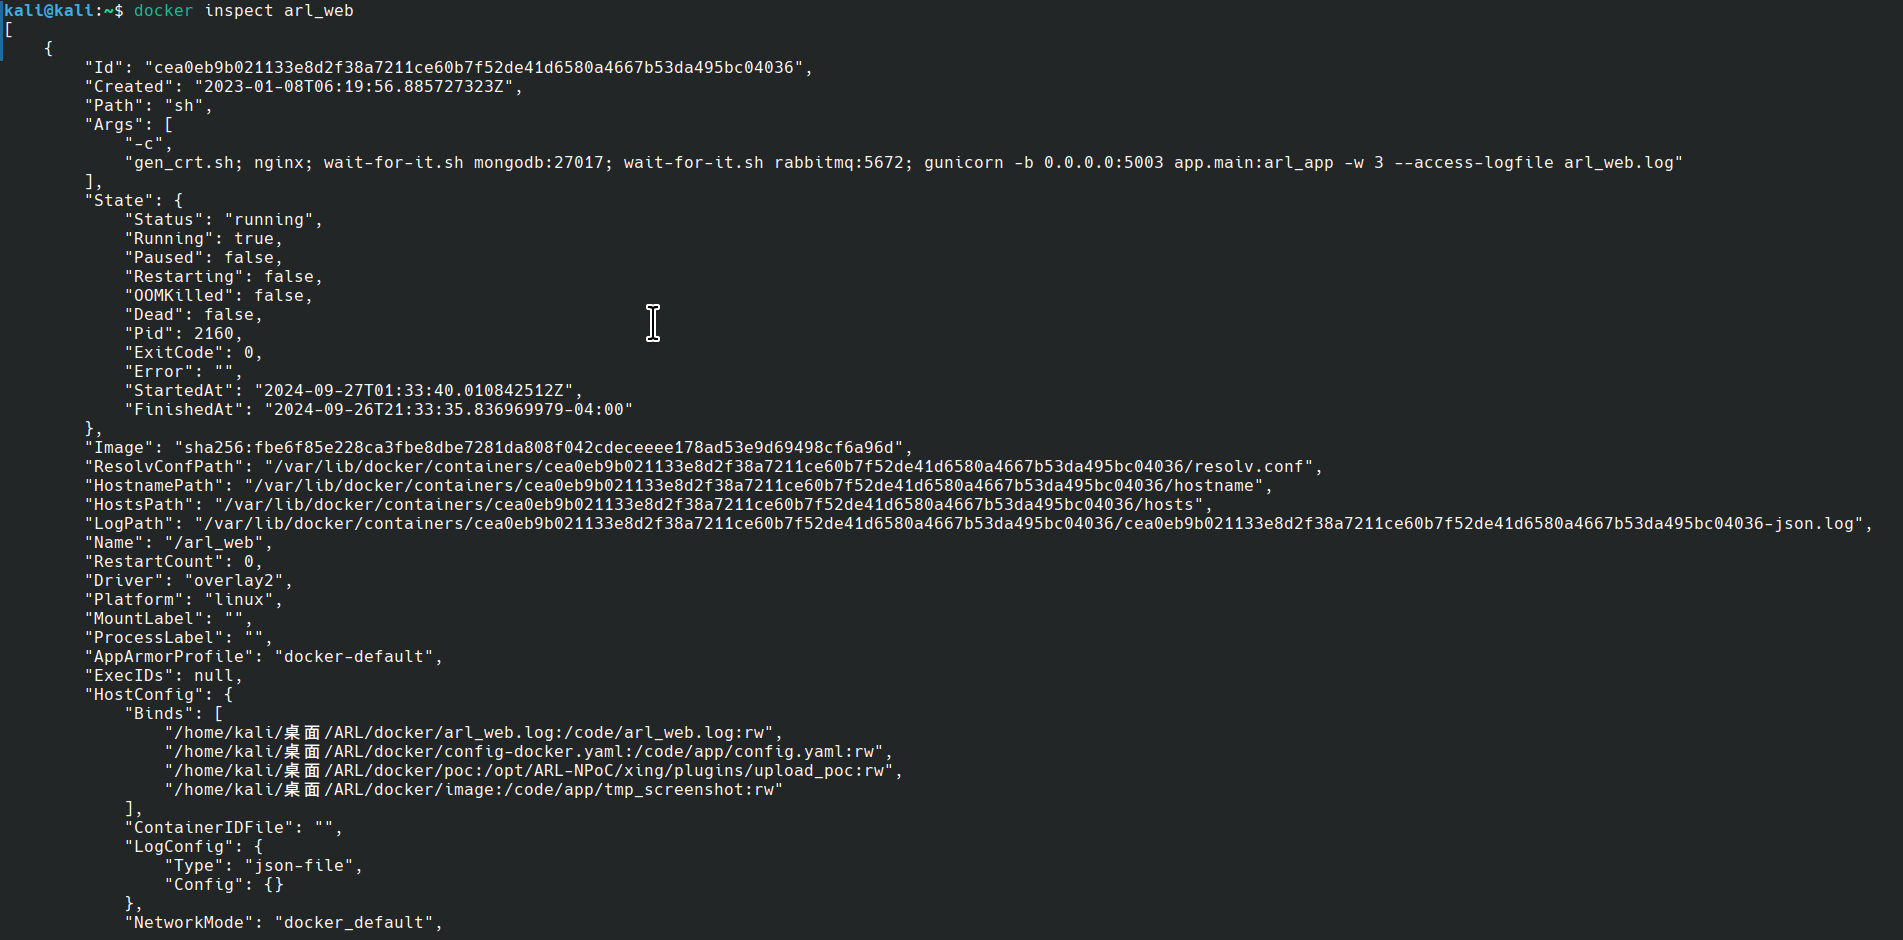 kali@kali:~$ docker inspect arl_web
[
    {
        "Id": "cea0eb9b021133e8d2f38a7211ce60b7f52de41d6580a4667b53da495bc04036",
        "Created": "2023-01-08T06:19:56.885727323Z",
        "Path": "sh",
        "Args": [
            "-c",
            "gen_crt.sh; nginx; wait-for-it.sh mongodb:27017; wait-for-it.sh rabbitmq:5672; gunicorn -b 0.0.0.0:5003 app.main:arl_app -w 3 --access-logfile arl_web.log"
        ],
        "State": {
            "Status": "running",
            "Running": true,
            "Paused": false,
            "Restarting": false,
            "OOMKilled": false,
            "Dead": false,
            "Pid": 2160,
            "ExitCode": 0,
            "Error": "",
            "StartedAt": "2024-09-27T01:33:40.010842512Z",
            "FinishedAt": "2024-09-26T21:33:35.836969979-04:00"
        },
        "Image": "sha256:fbe6f85e228ca3fbe8dbe7281da808f042cdeceeee178ad53e9d69498cf6a96d",
        "ResolvConfPath": "/var/lib/docker/containers/cea0eb9b021133e8d2f38a7211ce60b7f52de41d6580a4667b53da495bc04036/resolv.conf",
        "HostnamePath": "/var/lib/docker/containers/cea0eb9b021133e8d2f38a7211ce60b7f52de41d6580a4667b53da495bc04036/hostname",
        "HostsPath": "/var/lib/docker/containers/cea0eb9b021133e8d2f38a7211ce60b7f52de41d6580a4667b53da495bc04036/hosts",
        "LogPath": "/var/lib/docker/containers/cea0eb9b021133e8d2f38a7211ce60b7f52de41d6580a4667b53da495bc04036/cea0eb9b021133e8d2f38a7211ce60b7f52de41d6580a4667b53da495bc04036-json.log",
        "Name": "/arl_web",
        "RestartCount": 0,
        "Driver": "overlay2",
        "Platform": "linux",
        "MountLabel": "",
        "ProcessLabel": "",
        "AppArmorProfile": "docker-default",
        "ExecIDs": null,
        "HostConfig": {
            "Binds": [
                "/home/kali/桌面/ARL/docker/arl_web.log:/code/arl_web.log:rw",
                "/home/kali/桌面/ARL/docker/config-docker.yaml:/code/app/config.yaml:rw",
                "/home/kali/桌面/ARL/docker/poc:/opt/ARL-NPoC/xing/plugins/upload_poc:rw",
                "/home/kali/桌面/ARL/docker/image:/code/app/tmp_screenshot:rw"
            ],
            "ContainerIDFile": "",
            "LogConfig": {
                "Type": "json-file",
                "Config": {}
            },
            "NetworkMode": "docker_default",